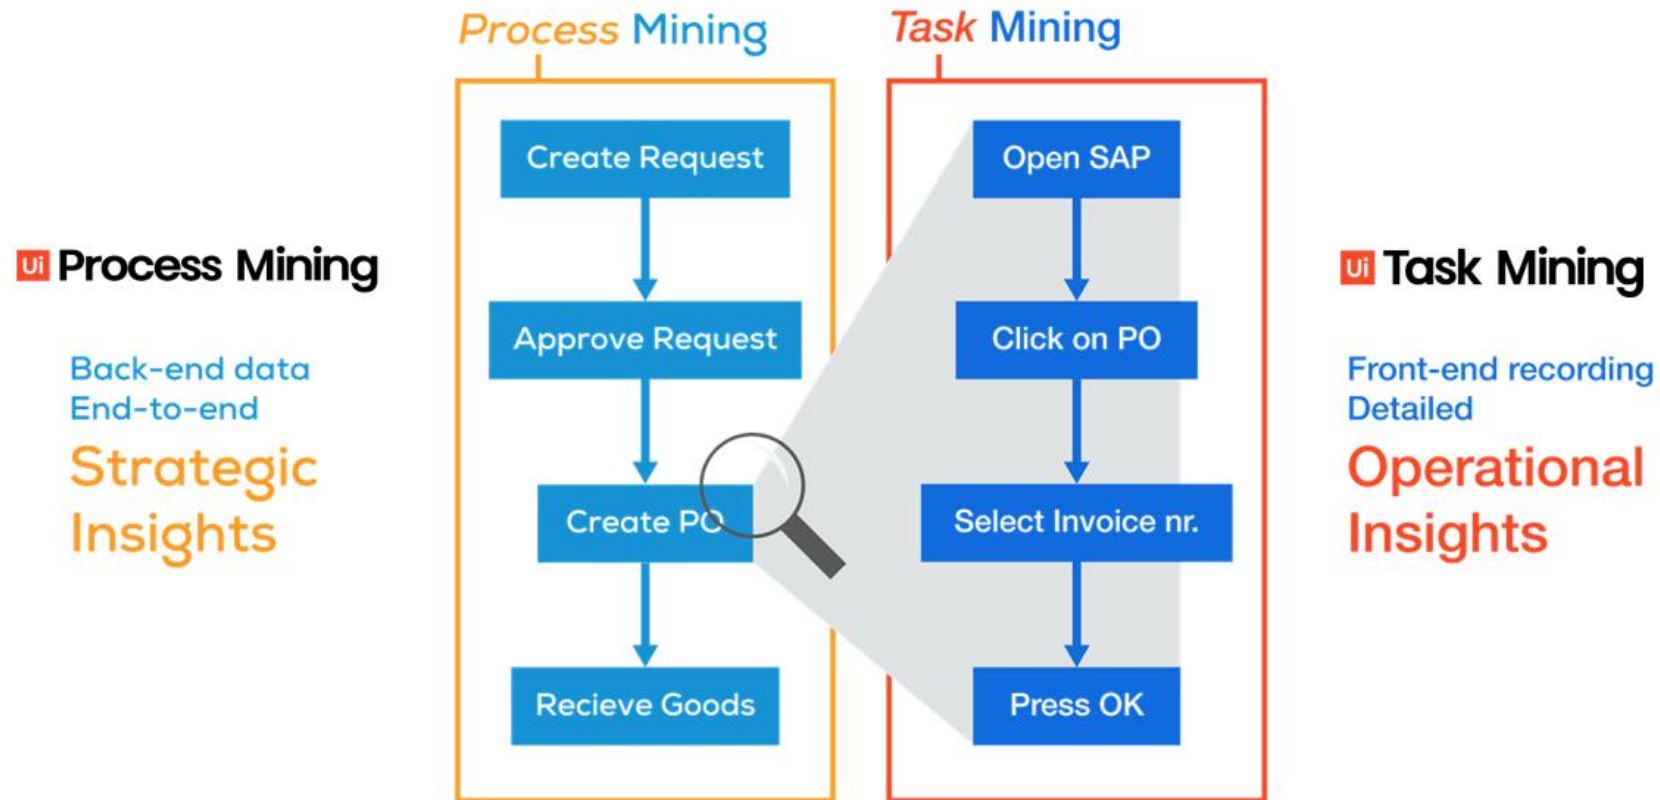 Process Mining
Task Mining
Ui Process Mining
Back-end data
End-to-end
Strategic
Insights
Create Request
Approve Request
Create PO
Recieve Goods
Open SAP
Click on PO
Select Invoice nr.
Press OK
Ui Task Mining
Front-end recording
Detailed
Operational
Insights